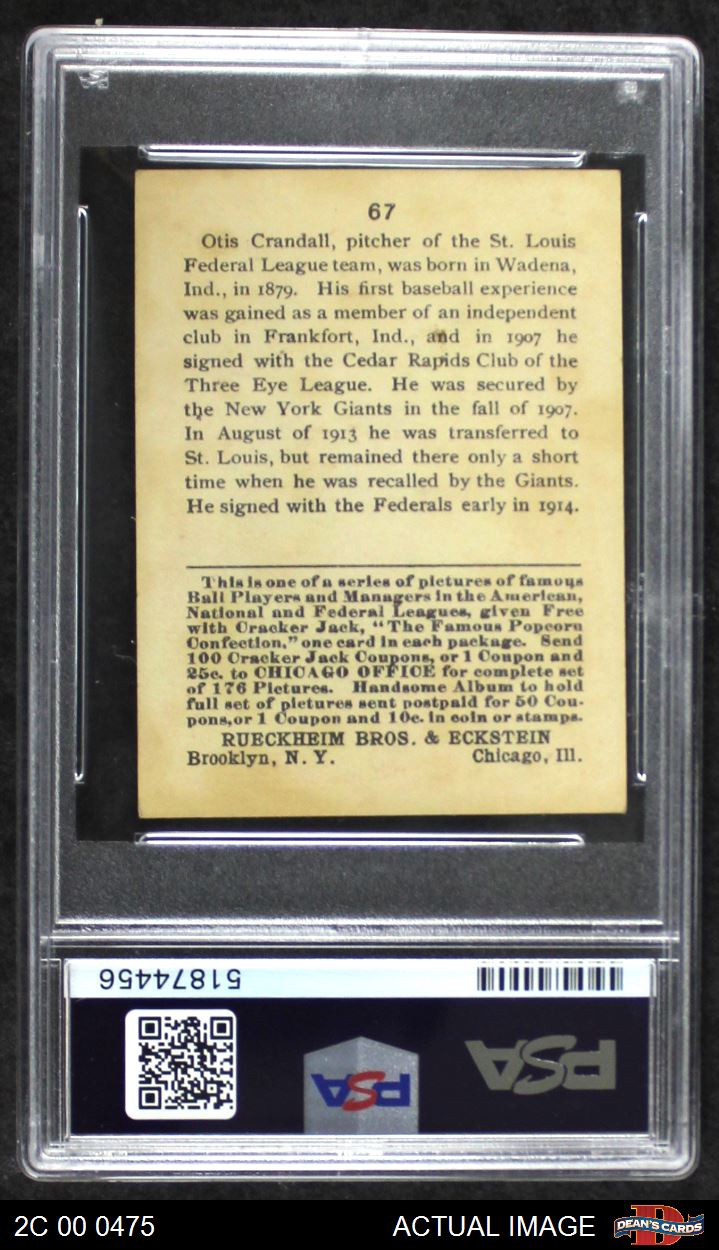 67
Otis Crandall, pitcher of the St. Louis
Federal League team, was born in Wadena,
Ind., in 1879. His first baseball experience
was gained as a member of an independent
club in Frankfort, Ind., and in 1907 he
signed with the Cedar Rapids Club of the
Three Eye League. He was secured by
the New York Giants in the fall of 1907.
In August of 1913 he was transferred to
St. Louis, but remained there only a short
time when he was recalled by the Giants.
He signed with the Federals early in 1914.
This is one of a series of pictures of famous
Ball Players and Managers in the American,
National and Federal Leagues, given Free
with Cracker Jack, "The Famous Popcorn
Confection," one card in each package. Send
100 Cracker Jack Coupons, or 1 Coupon and
25c. to CHICAGO OFFICE for complete set
of 176 Pictures. Handsome Album to hold
full set of pictures sent postpaid for 50 Cou-
pons, or 1 Coupon and 10c. in coin or stamps.
RUECKHEIM BROS. & ECKSTEIN
Brooklyn, N. Y. Chicago, Ill.
51874456
PSA
PSA
2C 00 0475 ACTUAL IMAGE DEAN'S CARDS